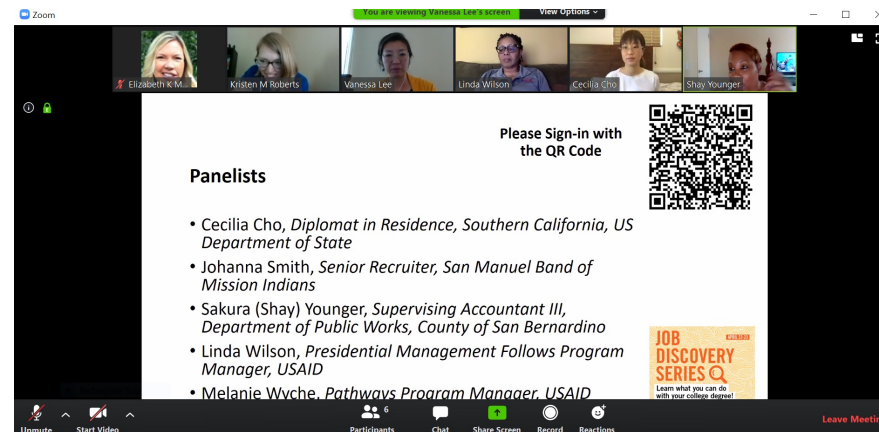 Zoom
You are viewing Vanessa Lee's screen
View Options
Elizabeth K M...
Kristen M Roberts
Vanessa Lee
Linda Wilson
Cecilia Cho
Shay Younger
Please Sign-in with
the QR Code
Panelists
• Cecilia Cho, Diplomat in Residence, Southern California, US
Department of State
• Johanna Smith, Senior Recruiter, San Manuel Band of
Mission Indians
• Sakura (Shay) Younger, Supervising Accountant III,
Department of Public Works, County of San Bernardino
• Linda Wilson, Presidential Management Follows Program
Manager, USAID
• Melanie Wyche, Pathways Program Manager, USAID
JOB
DISCOVERY
SERIES
Learn what you can do
with your college degree!
Unmute
Start Video
6
Participants
Chat
Share Screen
Record
Reactions
Leave Meetin